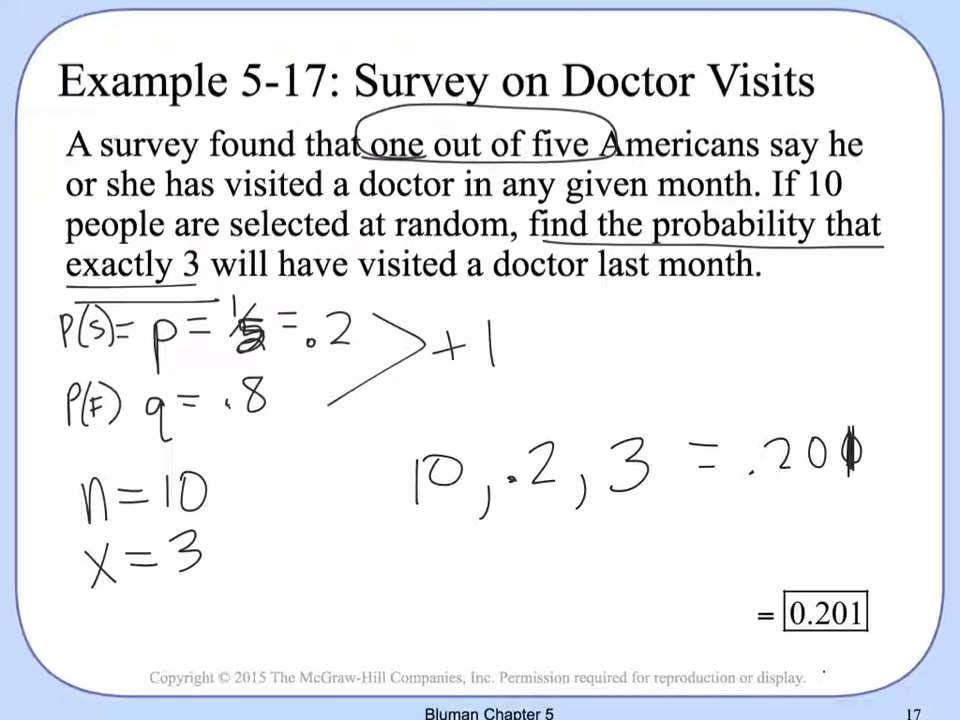 Example 5-17: Survey on Doctor Visits
A survey found that one out of five Americans say he
or she has visited a doctor in any given month. If 10
people are selected at random, find the probability that
exactly 3 will have visited a doctor last month.
P(S)= p = 1/5 = .2
+ 1
P(F) q = .8
10, .2, 3 = .201
n = 10
x = 3
= 0.201
Copyright © 2015 The McGraw-Hill Companies, Inc. Permission required for reproduction or display.
Bluman Chapter 5
17